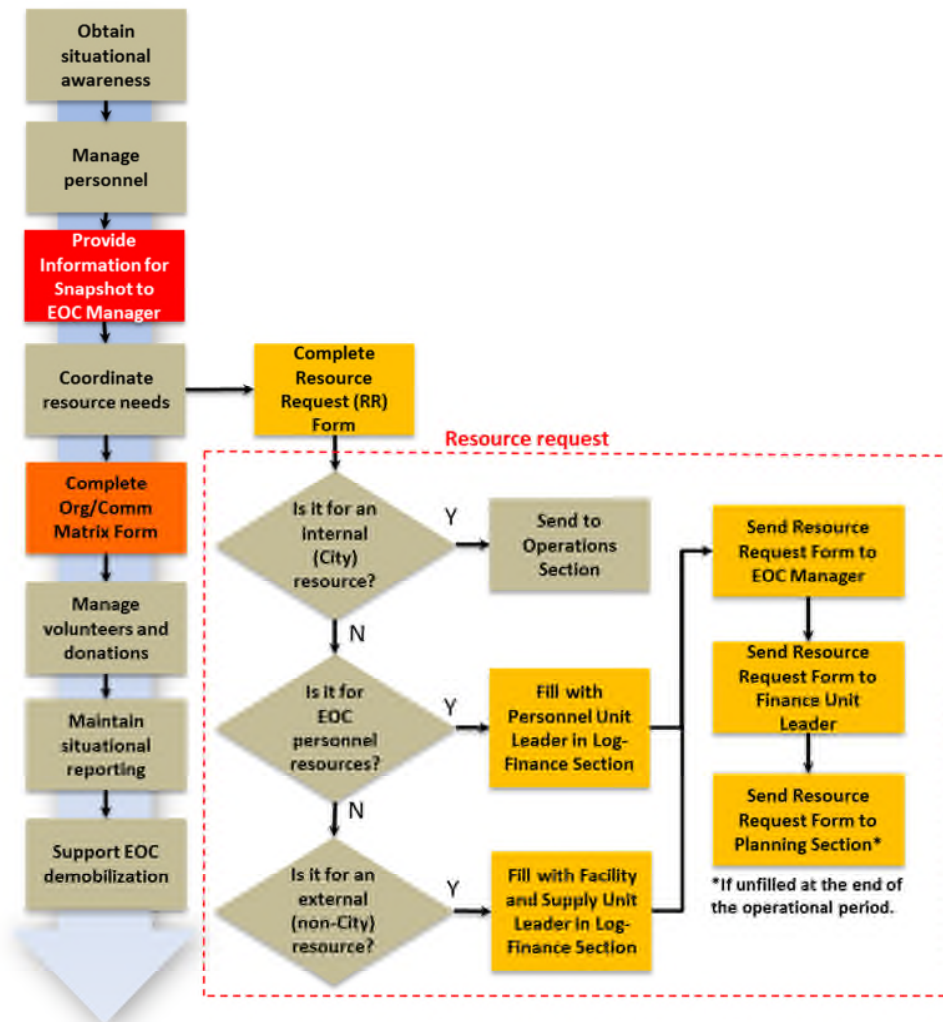 Obtain
situational
awareness
Manage
personnel
Provide
Information for
Snapshot to
EOC Manager
Coordinate
resource needs
Complete
Resource
Request (RR)
Form
Resource request
Complete
Org/Comm
Matrix Form
Is it for an
internal
(City)
resource?
Y
Send to
Operations
Section
Send Resource
Request Form to
EOC Manager
Manage
volunteers and
donations
N
Is it for
EOC
personnel
resources?
Y
Fill with
Personnel Unit
Leader in Log-
Finance Section
Send Resource
Request Form to
Finance Unit
Leader
Maintain
situational
reporting
N
Send Resource
Request Form to
Planning Section*
Support EOC
demobilization
Is it for an
external
(non-City)
resource?
Y
Fill with Facility
and Supply Unit
Leader in Log-
Finance Section
*If unfilled at the end of
the operational period.